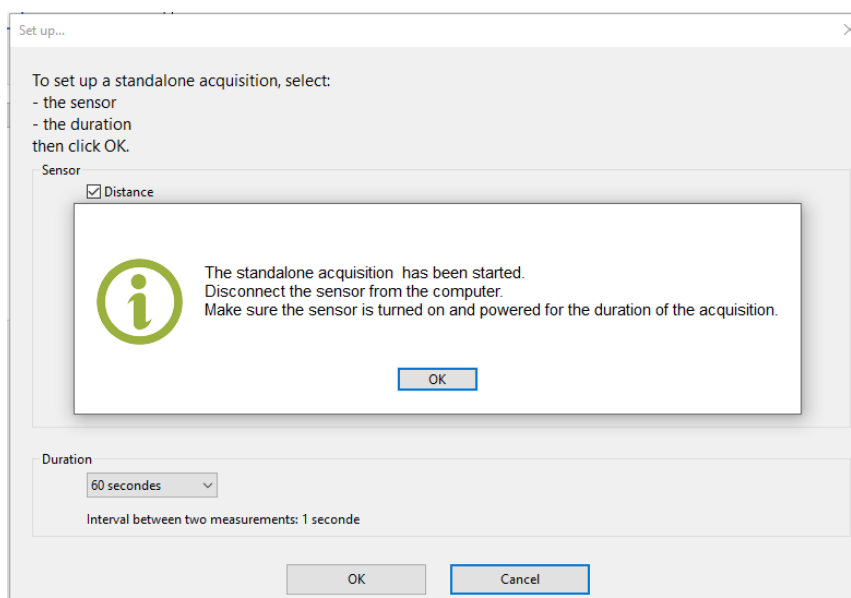 Set up...
To set up a standalone acquisition, select:
- the sensor
- the duration
then click OK.
Sensor
Distance
The standalone acquisition  has been started.
Disconnect the sensor from the computer.
Make sure the sensor is turned on and powered for the duration of the acquisition.
OK
Duration
60 secondes
Interval between two measurements: 1 seconde
OK
Cancel